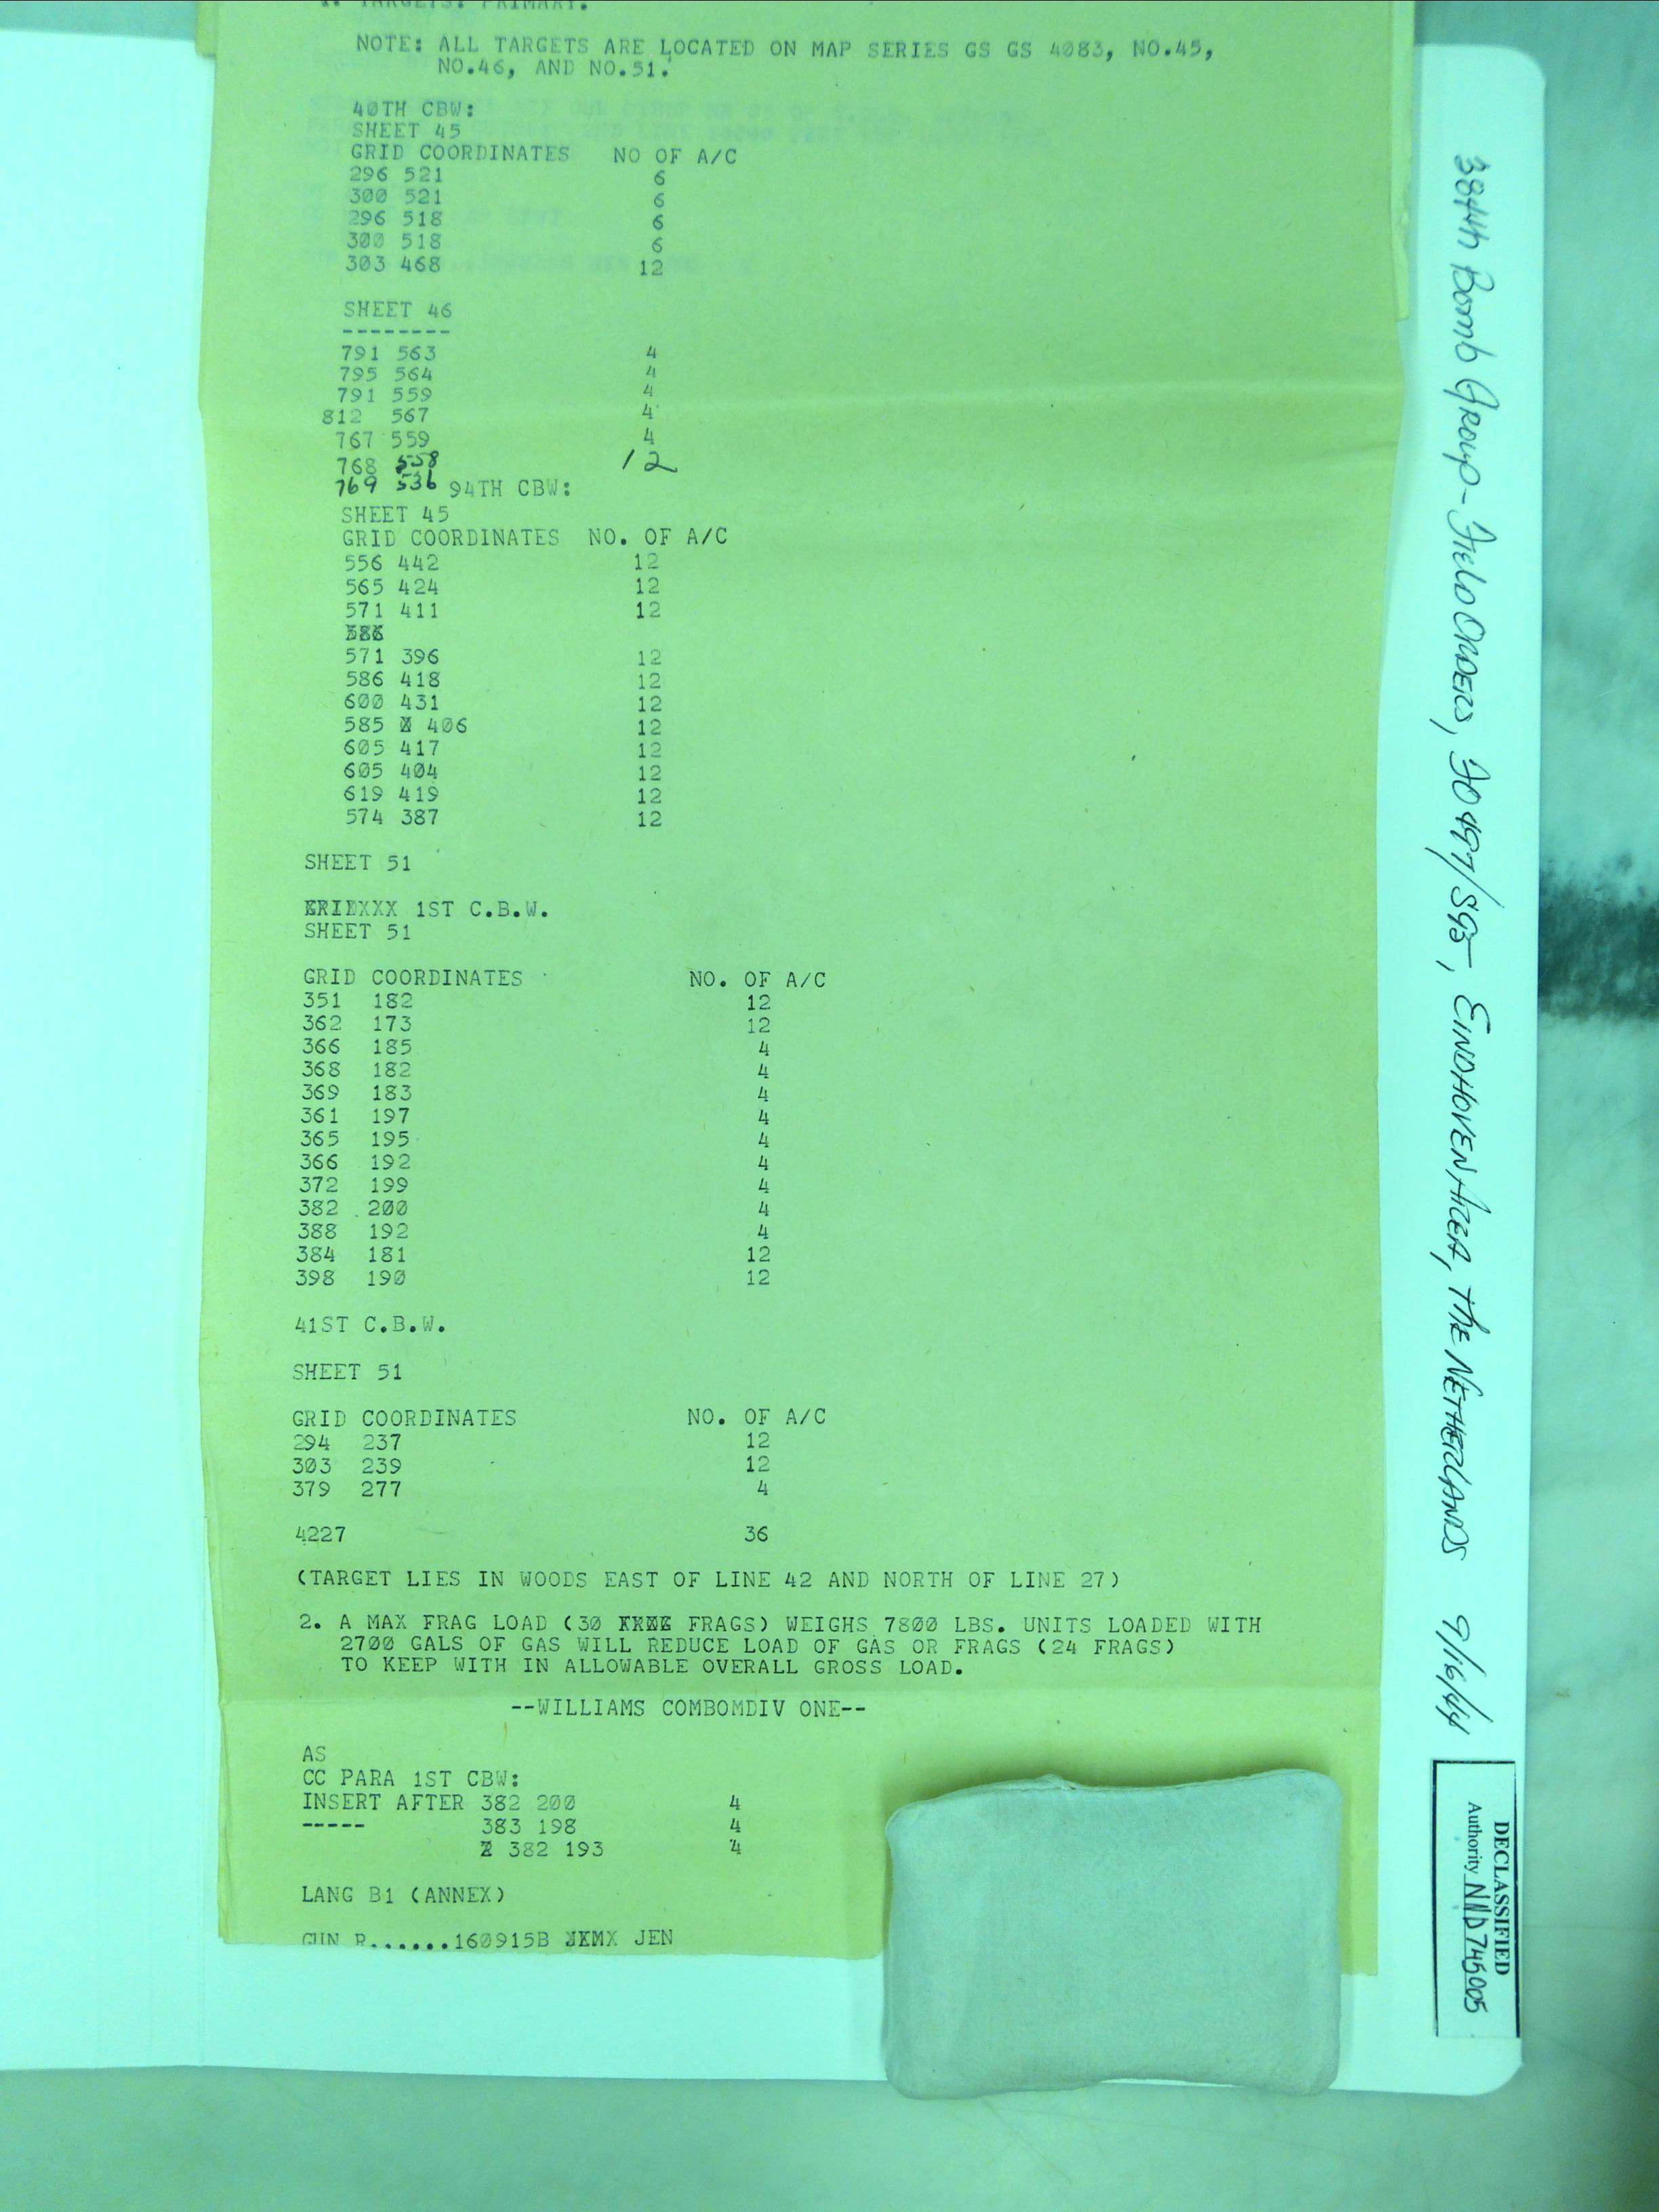 1. TARGETS: PRIMARY.
NOTE: ALL TARGETS ARE LOCATED ON MAP SERIES GS GS 4083, NO.45,
NO.46, AND NO.51.
40TH CBW:
SHEET 45
GRID COORDINATES NO OF A/C
296 521 6
300 521 6
296 518 6
300 518 6
303 468 12
SHEET 46
--------
791 563 4
795 564 4
791 559 4
812 567 4
767 559 4
768 558 12
769 536 94TH CBW:
SHEET 45
GRID COORDINATES NO. OF A/C
556 442 12
565 424 12
571 411 12
571 396 12
586 418 12
600 431 12
585 406 12
605 417 12
605 404 12
619 419 12
574 387 12
SHEET 51
XXX 1ST C.B.W.
SHEET 51
GRID COORDINATES NO. OF A/C
351 182 12
362 173 12
366 185 4
368 182 4
369 183 4
361 197 4
365 195 4
366 192 4
372 199 4
382 200 4
388 192 4
384 181 12
398 190 12
41ST C.B.W.
SHEET 51
GRID COORDINATES NO. OF A/C
294 237 12
303 239 12
379 277 4
4227 36
(TARGET LIES IN WOODS EAST OF LINE 42 AND NORTH OF LINE 27)
2. A MAX FRAG LOAD (30 FRAGS) WEIGHS 7800 LBS. UNITS LOADED WITH
2700 GALS OF GAS WILL REDUCE LOAD OF GAS OR FRAGS (24 FRAGS)
TO KEEP WITH IN ALLOWABLE OVERALL GROSS LOAD.
--WILLIAMS COMBOMDIV ONE--
AS
CC PARA 1ST CBW:
INSERT AFTER 382 200 4
----- 383 198 4
382 193 4
LANG B1 (ANNEX)
GUN R......160915B JEN
384th Bomb Group - Field Orders, FO 497/593, Eindhoven Area, The Netherlands 9/16/44
DECLASSIFIED
Authority NND745005